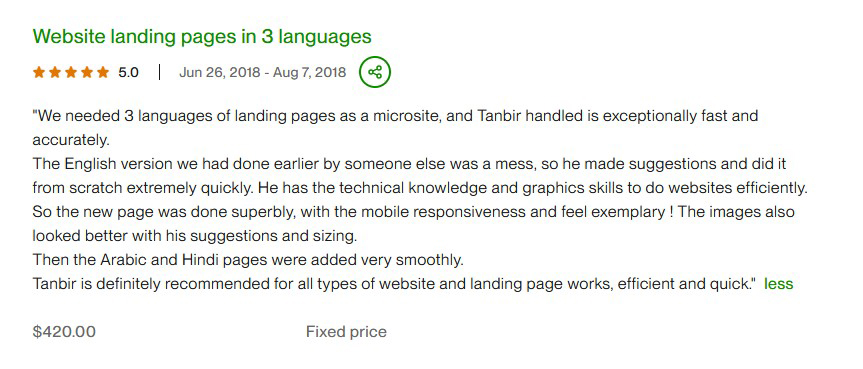 Website landing pages in 3 languages
5.0 | Jun 26, 2018 - Aug 7, 2018
"We needed 3 languages of landing pages as a microsite, and Tanbir handled is exceptionally fast and
accurately.
The English version we had done earlier by someone else was a mess, so he made suggestions and did it
from scratch extremely quickly. He has the technical knowledge and graphics skills to do websites efficiently.
So the new page was done superbly, with the mobile responsiveness and feel exemplary ! The images also
looked better with his suggestions and sizing.
Then the Arabic and Hindi pages were added very smoothly.
Tanbir is definitely recommended for all types of website and landing page works, efficient and quick." less
$420.00 Fixed price